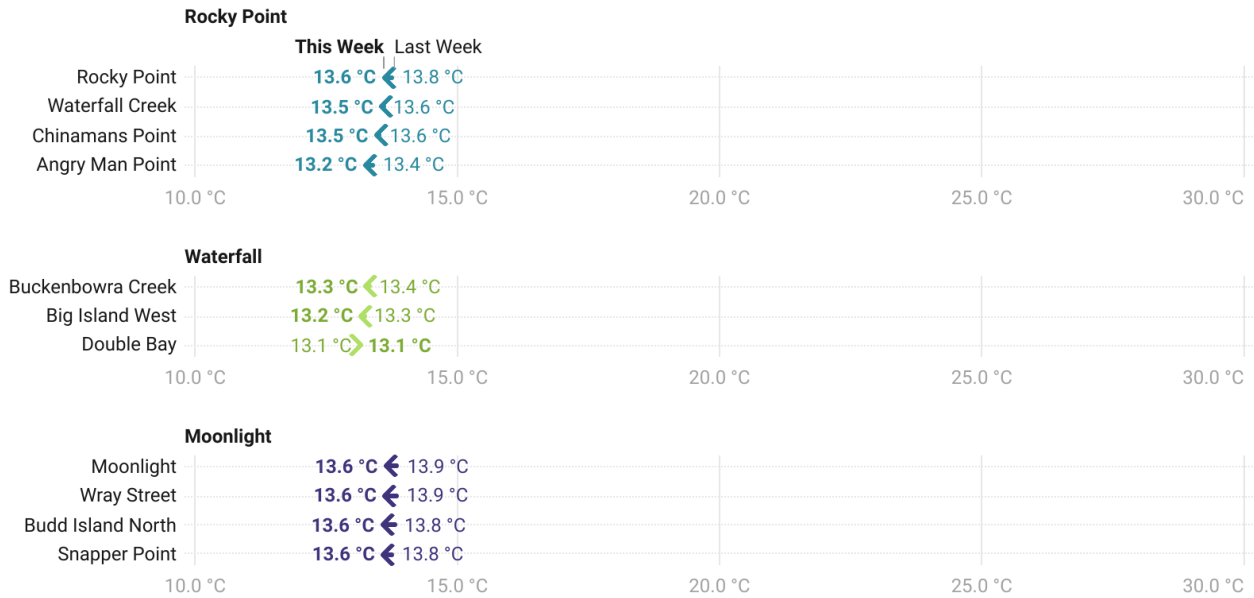 Rocky Point
This Week Last Week
Rocky Point 13.6 °C 13.8 °C
Waterfall Creek 13.5 °C 13.6 °C
Chinamans Point 13.5 °C 13.6 °C
Angry Man Point 13.2 °C 13.4 °C
10.0 °C 15.0 °C 20.0 °C 25.0 °C 30.0 °C
Waterfall
Buckenbowra Creek 13.3 °C 13.4 °C
Big Island West 13.2 °C 13.3 °C
Double Bay 13.1 °C 13.1 °C
10.0 °C 15.0 °C 20.0 °C 25.0 °C 30.0 °C
Moonlight
Moonlight 13.6 °C 13.9 °C
Wray Street 13.6 °C 13.9 °C
Budd Island North 13.6 °C 13.8 °C
Snapper Point 13.6 °C 13.8 °C
10.0 °C 15.0 °C 20.0 °C 25.0 °C 30.0 °C